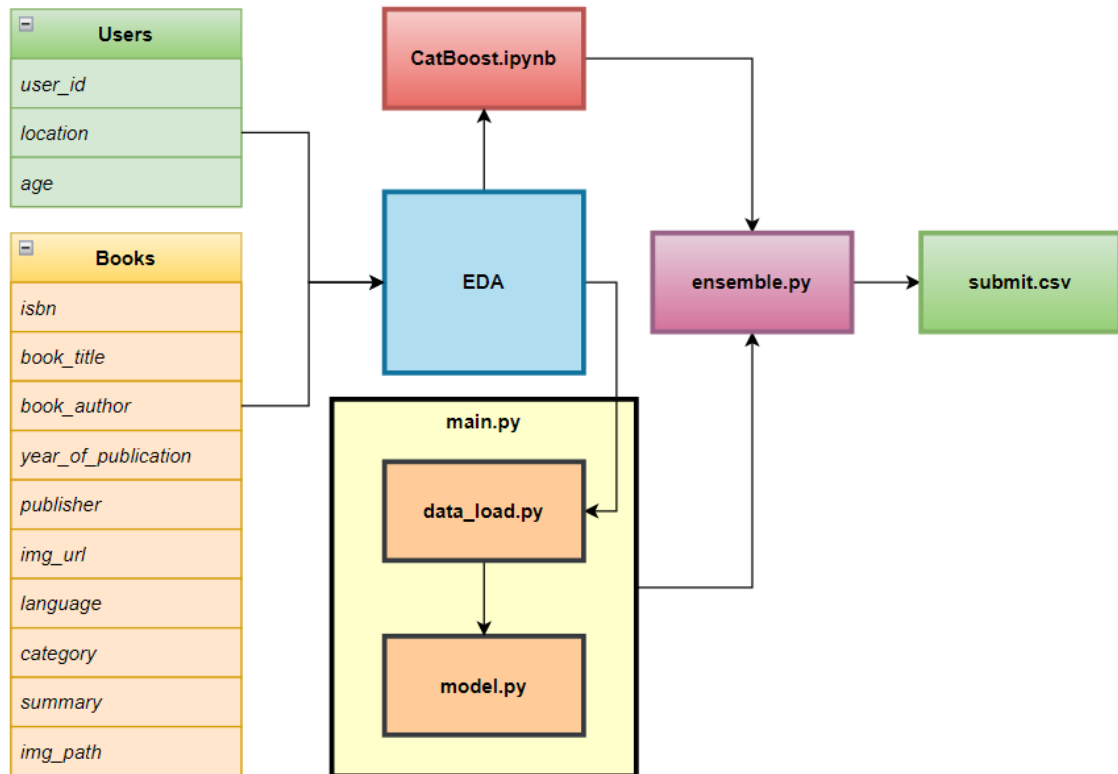 Users
user_id
location
age
Books
isbn
book_title
book_author
year_of_publication
publisher
img_url
language
category
summary
img_path
CatBoost.ipynb
EDA
main.py
data_load.py
model.py
ensemble.py
submit.csv